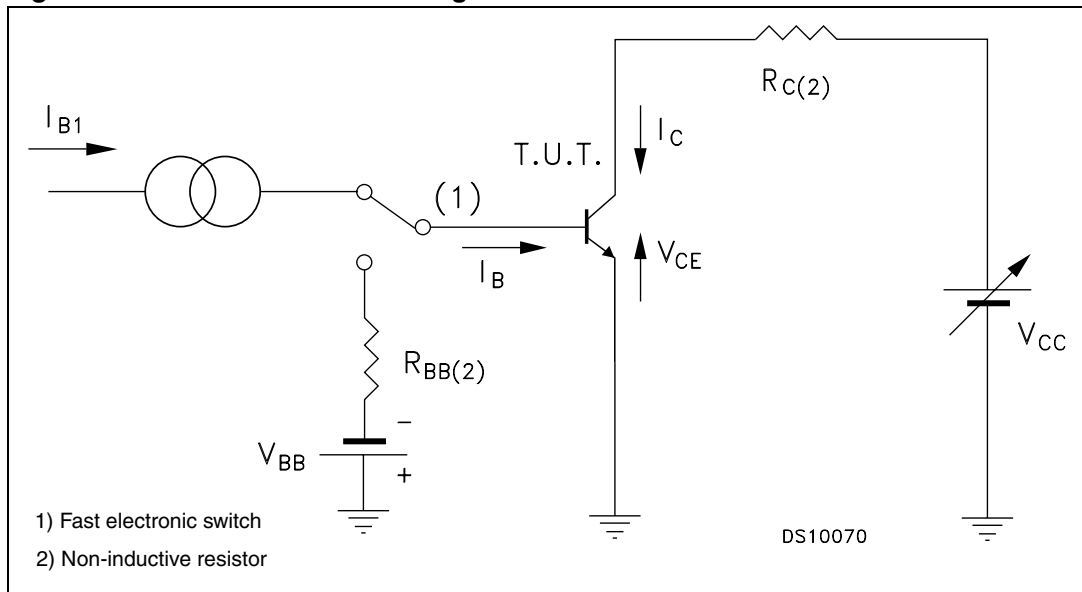 I_B1
R_C(2)
I_C
T.U.T.
(1)
V_CE
I_B
V_CC
R_BB(2)
-
V_BB
+
1) Fast electronic switch
DS10070
2) Non-inductive resistor